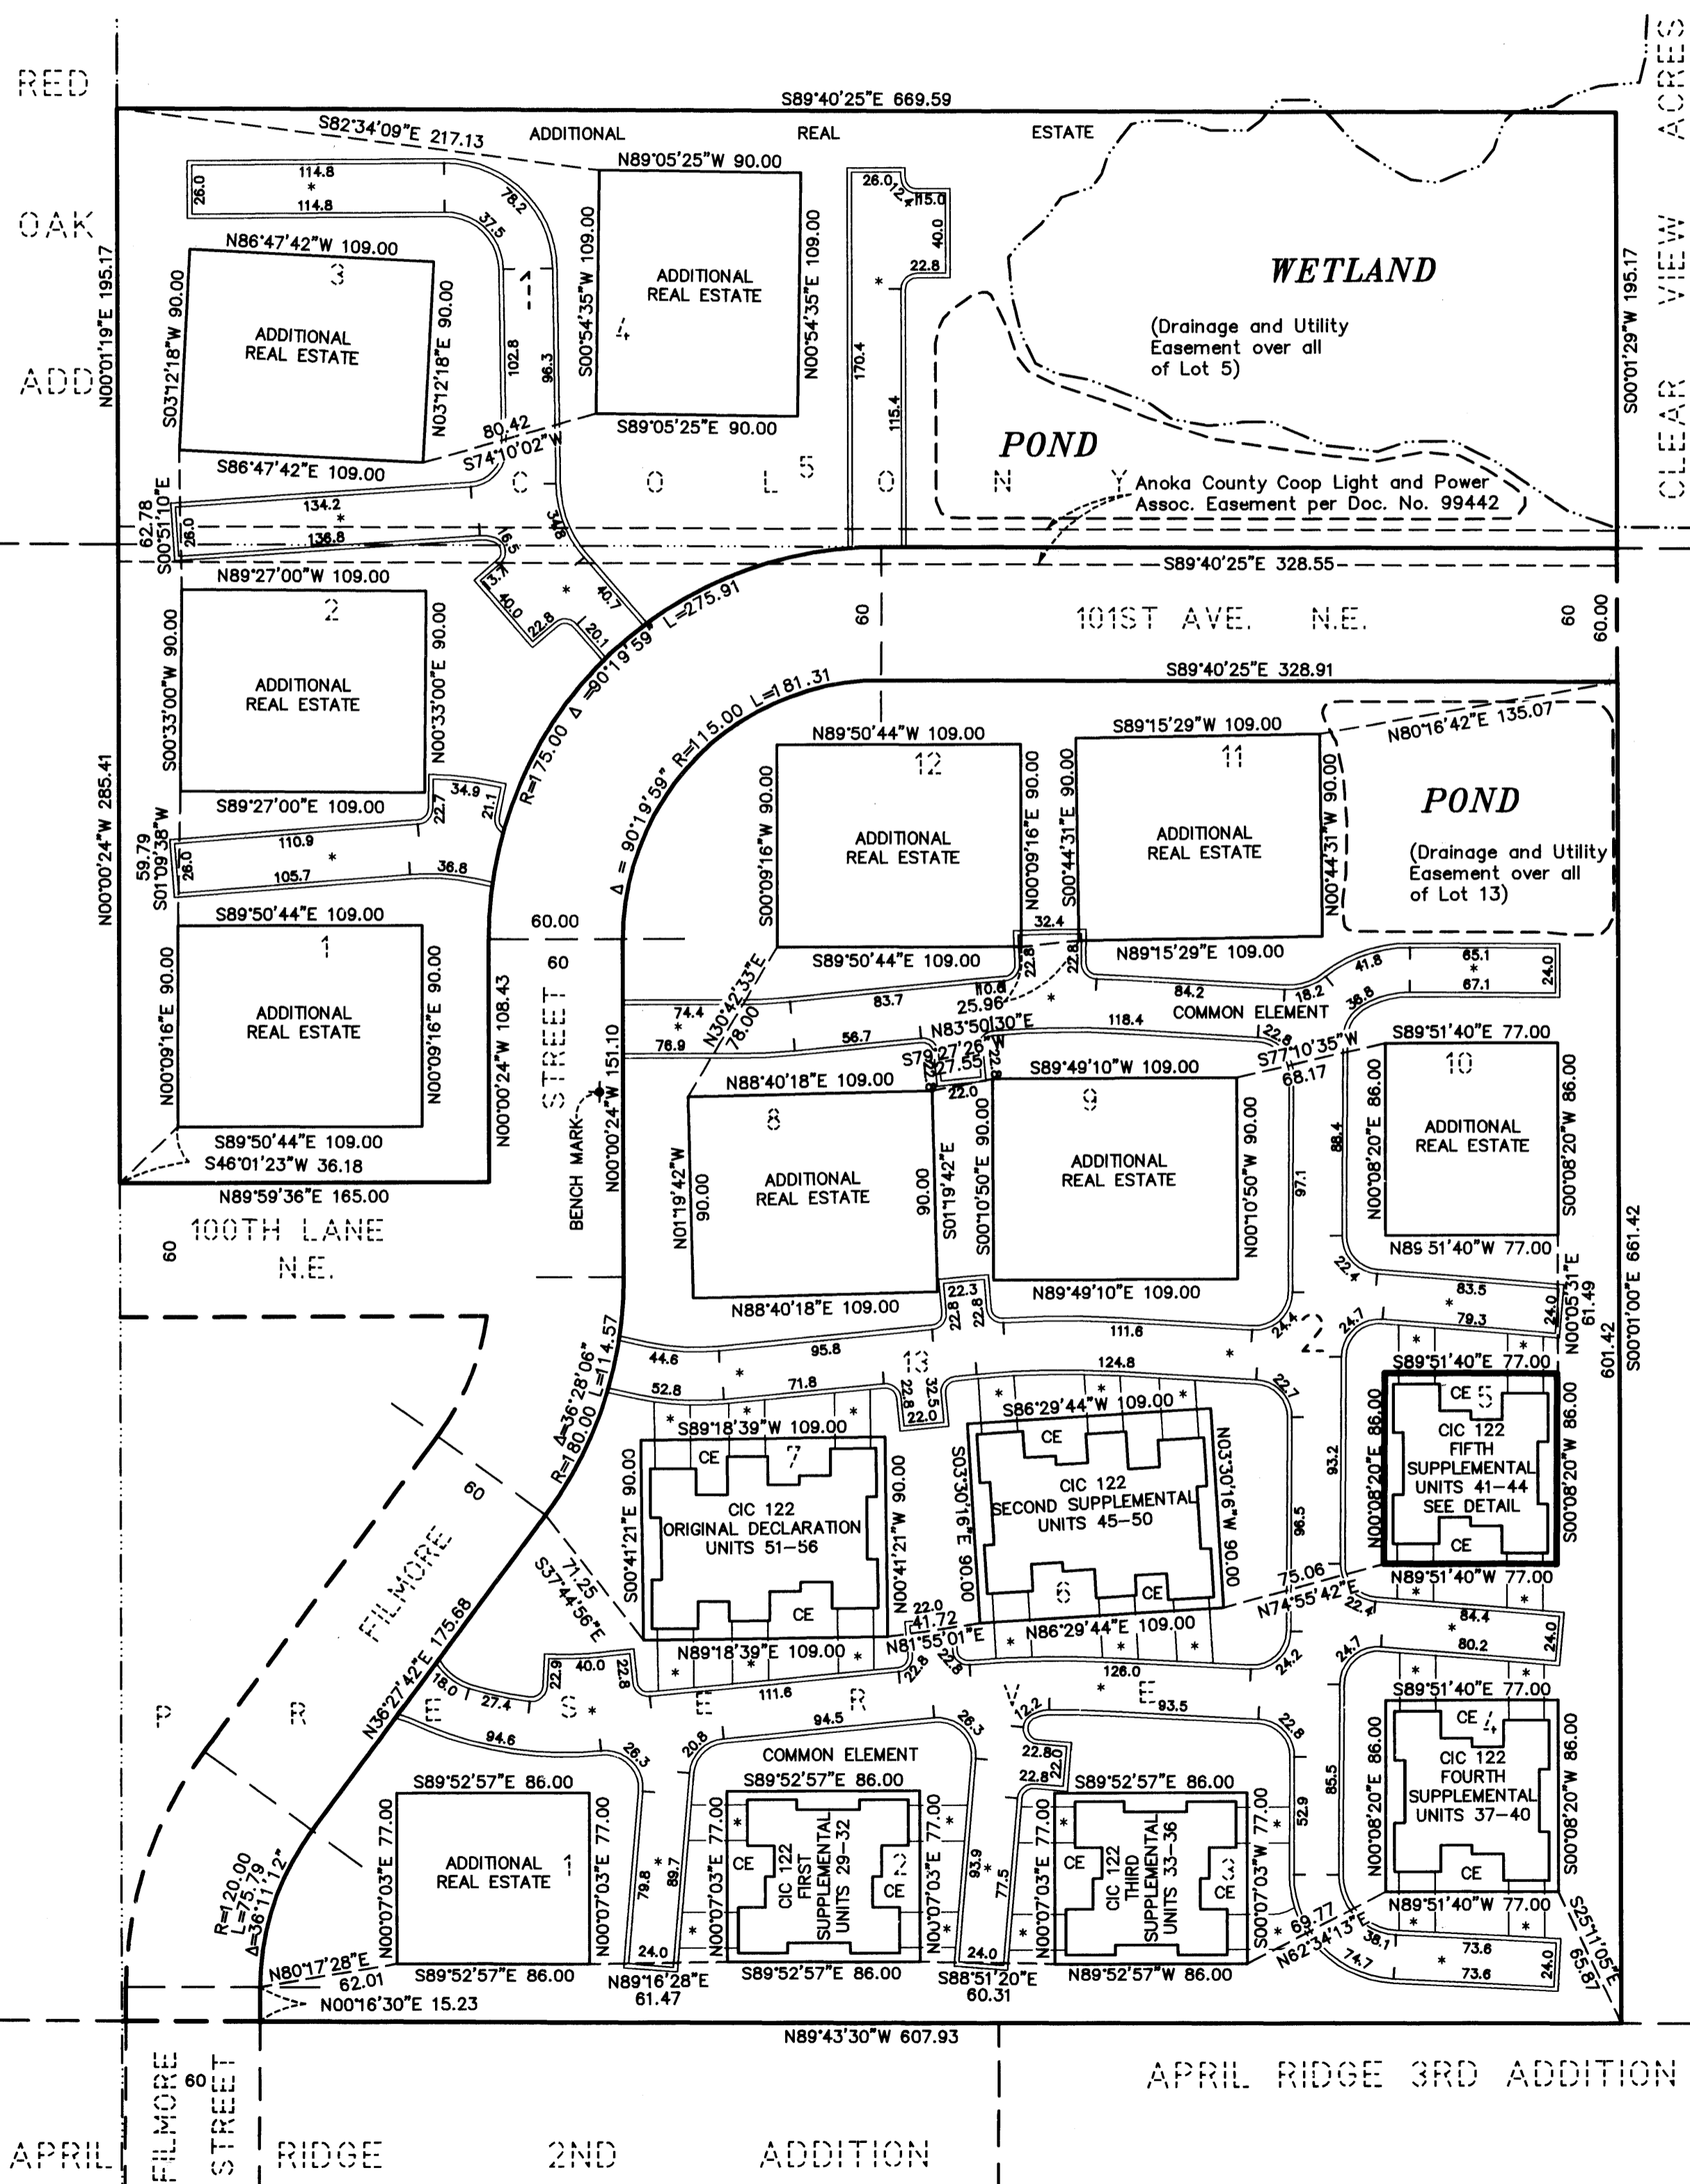 RED
OAK
ADD
CLEAR VIEW ACRES
S89°40'25"E 669.59
S82°34'09"E 217.13
ADDITIONAL REAL ESTATE
N89°05'25"W 90.00
114.8
*
114.8
26.0
78.2
37.5
N86°47'42"W 109.00
3
ADDITIONAL
REAL ESTATE
S03°12'18"W 90.00
N03°12'18"E 90.00
S86°47'42"E 109.00
N00°01'19"E 195.17
1
102.8
96.3
S00°54'35"W 109.00
ADDITIONAL
REAL ESTATE
4
N00°54'35"E 109.00
S89°05'25"E 90.00
80.42
S74°10'02"W
26.0
12.4
15.0
40.0
22.8
*
170.4
115.4
WETLAND
(Drainage and Utility
Easement over all
of Lot 5)
POND
S00°01'29"W 195.17
C O L O N Y
5
Anoka County Coop Light and Power
Assoc. Easement per Doc. No. 99442
62.78
S00°51'10"E
26.0
134.2
*
136.8
16.5
13.7
40.0
22.8
20.1
*
34.8
40.7
S89°40'25"E 328.55
R=175.00 Δ =90°19'59" L=275.91
60
101ST AVE. N.E.
60
60.00
S89°40'25"E 328.91
N89°27'00"W 109.00
2
ADDITIONAL
REAL ESTATE
S00°33'00"W 90.00
N00°33'00"E 90.00
S89°27'00"E 109.00
N00°00'24"W 285.41
59.79
S01°09'38"W
26.0
110.9
*
105.7
36.8
22.7
34.9
21.1
Δ = 90°19'59" R=115.00 L=181.31
N89°50'44"W 109.00
12
ADDITIONAL
REAL ESTATE
S00°09'16"W 90.00
N00°09'16"E 90.00
S89°50'44"E 109.00
S89°15'29"W 109.00
11
ADDITIONAL
REAL ESTATE
S00°44'31"E 90.00
N00°44'31"W 90.00
N89°15'29"E 109.00
N80°16'42"E 135.07
POND
(Drainage and Utility
Easement over all
of Lot 13)
S89°50'44"E 109.00
1
ADDITIONAL
REAL ESTATE
N00°09'16"E 90.00
N00°09'16"E 90.00
S89°50'44"E 109.00
S46°01'23"W 36.18
N89°59'36"E 165.00
N00°00'24"W 108.43
60.00
60
STREET
BENCH MARK
N00°00'24"W 151.10
100TH LANE
N.E.
60
32.4
22.8
22.8
74.4
*
76.9
83.7
56.7
10.6
25.96
N83°50'30"E
N30°42'33"E
78.00
*
84.2
18.2
41.8
65.1
*
67.1
24.0
36.8
COMMON ELEMENT
118.4
22.8
S79°27'26"W
27.55
22.8
22.8
22.0
S77°10'35"W
68.17
N88°40'18"E 109.00
8
ADDITIONAL
REAL ESTATE
N01°19'42"W
90.00
90.00
S01°19'42"E
N88°40'18"E 109.00
S89°49'10"W 109.00
9
ADDITIONAL
REAL ESTATE
S00°10'50"E 90.00
N00°10'50"W 90.00
N89°49'10"E 109.00
97.1
88.4
S89°51'40"E 77.00
10
ADDITIONAL
REAL ESTATE
N00°08'20"E 86.00
S00°08'20"W 86.00
N89 51'40"W 77.00
22.4
83.5
*
79.3
24.0
24.7
N00°05'31"E
61.49
601.42
S00°01'00"E 661.42
22.3
22.8
22.8
111.6
24.4
2
44.6
*
95.8
52.8
71.8
13
22.8
32.5
22.0
124.8
*
22.7
Δ=36°28'06"
R=180.00 L=114.57
S89°18'39"W 109.00
CE
7
CIC 122
ORIGINAL DECLARATION
UNITS 51-56
CE
S00°41'21"E 90.00
N00°41'21"W 90.00
N89°18'39"E 109.00
S86°29'44"W 109.00
CE
CIC 122
SECOND SUPPLEMENTAL
UNITS 45-50
6
CE
S03°30'16"E 90.00
N03°30'16"W 90.00
N86°29'44"E 109.00
96.5
93.2
S89°51'40"E 77.00
CE
5
CIC 122
FIFTH
SUPPLEMENTAL
UNITS 41-44
SEE DETAIL
CE
N00°08'20"E 86.00
S00°08'20"W 86.00
N89°51'40"W 77.00
75.06
N74°55'42"E
22.4
84.4
*
80.2
24.0
24.7
60
71.25
S37°44'56"E
FILMORE
N36°27'42"E 175.68
22.0
41.72
N81°55'01"E
22.8
22.8
126.0
24.2
18.0
27.4
22.9
40.0
22.8
111.6
P R E S E R V E
*
*
94.6
26.3
20.8
94.5
26.3
12.2
93.5
22.8
COMMON ELEMENT
22.8
22.0
22.8
S89°52'57"E 86.00
ADDITIONAL
REAL ESTATE
1
N00°07'03"E 77.00
N00°07'03"E 77.00
S89°52'57"E 86.00
79.8
*
89.7
24.0
N89°16'28"E
61.47
S89°52'57"E 86.00
CE
CIC 122
FIRST
SUPPLEMENTAL
UNITS 29-32
2
CE
N00°07'03"E 77.00
N00°07'03"E 77.00
S89°52'57"E 86.00
93.9
*
77.5
24.0
S88°51'20"E
60.31
S89°52'57"E 86.00
CE
CIC 122
THIRD
SUPPLEMENTAL
UNITS 33-36
3
CE
N00°07'03"E 77.00
S00°07'03"W 77.00
N89°52'57"W 86.00
52.9
85.5
S89°51'40"E 77.00
CE
4
CIC 122
FOURTH
SUPPLEMENTAL
UNITS 37-40
CE
N00°08'20"E 86.00
S00°08'20"W 86.00
N89°51'40"W 77.00
69.77
N62°34'13"E
38.1
74.7
73.6
*
73.6
24.0
S25°11'05"E
65.87
R=120.00
L=75.79
Δ=36°11'12"
N80°17'28"E
62.01
N00°16'30"E 15.23
N89°43'30"W 607.93
FILMORE
STREET
60
APRIL RIDGE 3RD ADDITION
APRIL RIDGE 2ND ADDITION